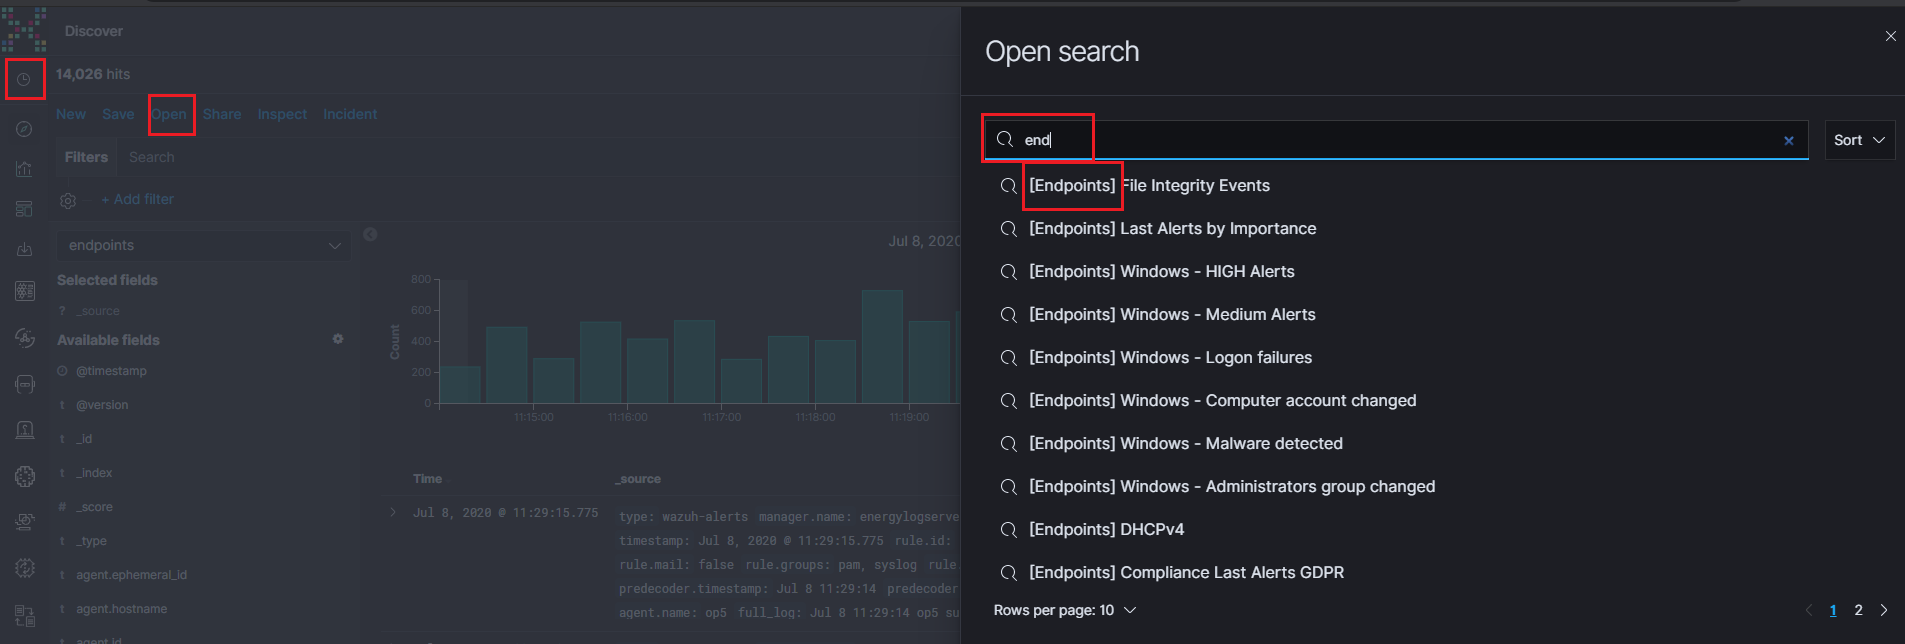 Discover
14,026 hits
New Save Open Share Inspect Incident
Filters Search
+ Add filter
endpoints
Selected fields
? _source
Available fields
@timestamp
t @version
t _id
t _index
# _score
t _type
t agent.ephemeral_id
t agent.hostname
t agent.id
Jul 8, 2020
Count
800
600
400
200
0
11:15:00 11:16:00 11:17:00 11:18:00 11:19:00
Time _source
Jul 8, 2020 @ 11:29:15.775
type: wazuh-alerts manager.name: energylogserve
timestamp: Jul 8, 2020 @ 11:29:15.775 rule.id:
rule.mail: false rule.groups: pam, syslog rule.
predecoder.timestamp: Jul 8 11:29:14 predecoder
agent.name: op5 full_log: Jul 8 11:29:14 op5 su
Open search
end
Sort
[Endpoints] File Integrity Events
[Endpoints] Last Alerts by Importance
[Endpoints] Windows - HIGH Alerts
[Endpoints] Windows - Medium Alerts
[Endpoints] Windows - Logon failures
[Endpoints] Windows - Computer account changed
[Endpoints] Windows - Malware detected
[Endpoints] Windows - Administrators group changed
[Endpoints] DHCPv4
[Endpoints] Compliance Last Alerts GDPR
Rows per page: 10
1 2